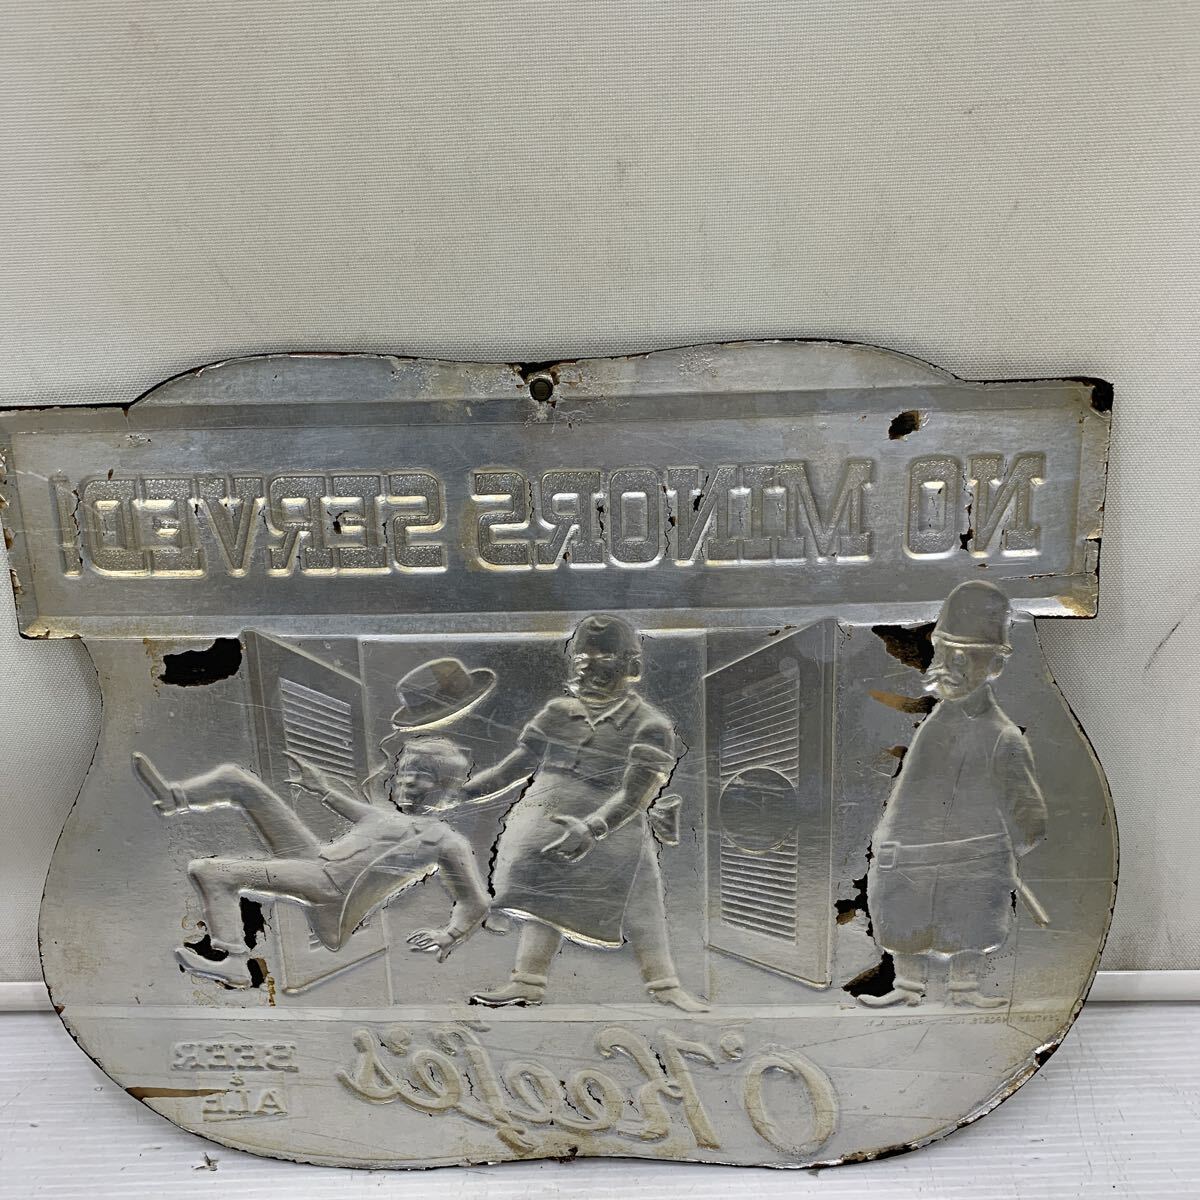 NO MINORS SERVED!
O'Keefe's
BEER
&
ALE